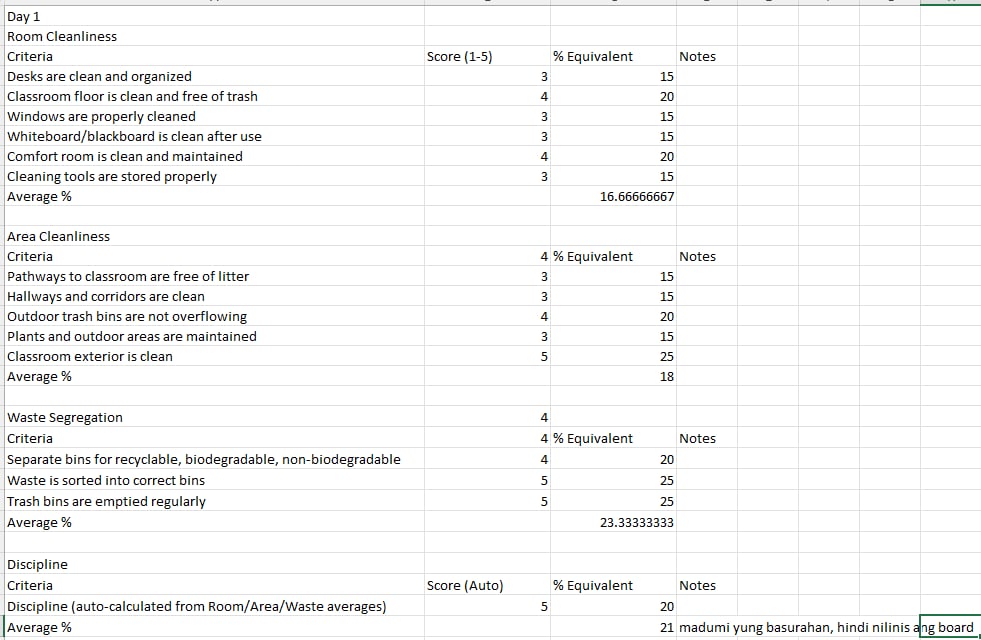 Day 1
Room Cleanliness
Criteria Score (1-5) % Equivalent Notes
Desks are clean and organized 3 15
Classroom floor is clean and free of trash 4 20
Windows are properly cleaned 3 15
Whiteboard/blackboard is clean after use 3 15
Comfort room is clean and maintained 4 20
Cleaning tools are stored properly 3 15
Average % 16.66666667
Area Cleanliness
Criteria 4 % Equivalent Notes
Pathways to classroom are free of litter 3 15
Hallways and corridors are clean 3 15
Outdoor trash bins are not overflowing 4 20
Plants and outdoor areas are maintained 3 15
Classroom exterior is clean 5 25
Average % 18
Waste Segregation 4
Criteria 4 % Equivalent Notes
Separate bins for recyclable, biodegradable, non-biodegradable 4 20
Waste is sorted into correct bins 5 25
Trash bins are emptied regularly 5 25
Average % 23.33333333
Discipline
Criteria Score (Auto) % Equivalent Notes
Discipline (auto-calculated from Room/Area/Waste averages) 5 20
Average % 21 madumi yung basurahan, hindi nilinis ang board